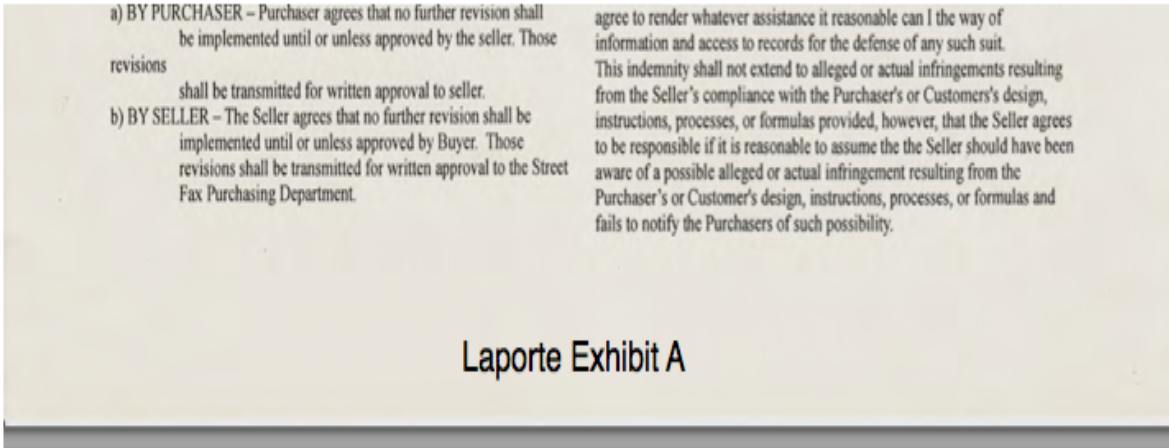 a) BY PURCHASER – Purchaser agrees that no further revision shall
be implemented until or unless approved by the seller. Those
revisions
shall be transmitted for written approval to seller.
b) BY SELLER – The Seller agrees that no further revision shall be
implemented until or unless approved by Buyer. Those
revisions shall be transmitted for written approval to the Street
Fax Purchasing Department.
agree to render whatever assistance it reasonable can I the way of
information and access to records for the defense of any such suit.
This indemnity shall not extend to alleged or actual infringements resulting
from the Seller's compliance with the Purchaser's or Customers's design,
instructions, processes, or formulas provided, however, that the Seller agrees
to be responsible if it is reasonable to assume the the Seller should have been
aware of a possible alleged or actual infringement resulting from the
Purchaser's or Customer's design, instructions, processes, or formulas and
fails to notify the Purchasers of such possibility.
Laporte Exhibit A